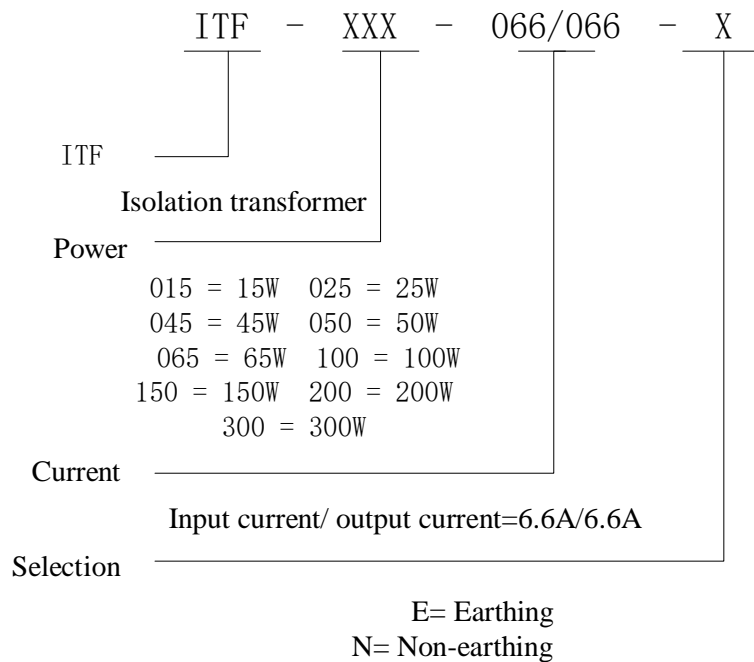 ITF - XXX - 066/066 - X
ITF
Isolation transformer
Power
015 = 15W 025 = 25W
045 = 45W 050 = 50W
065 = 65W 100 = 100W
150 = 150W 200 = 200W
300 = 300W
Current
Input current/ output current=6.6A/6.6A
Selection
E= Earthing
N= Non-earthing